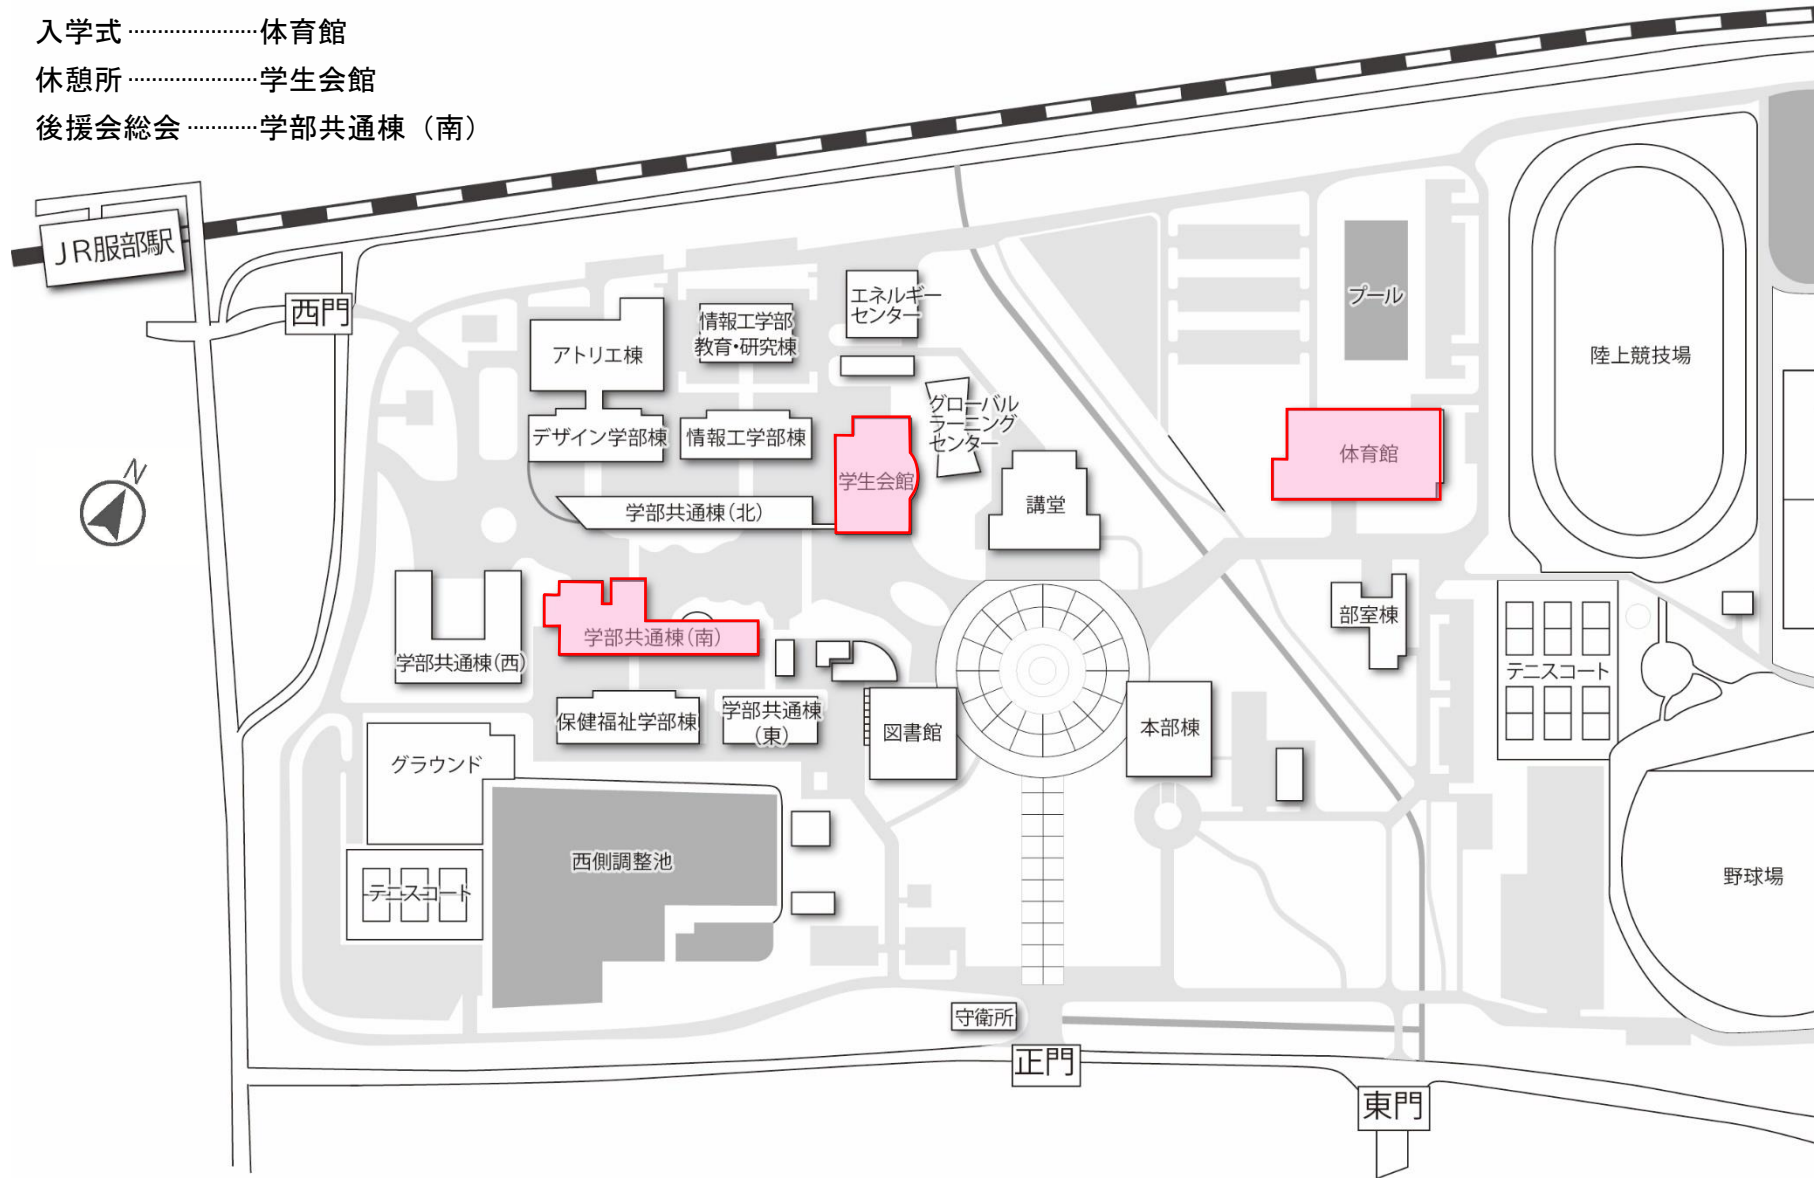 入学式……………………体育館
休憩所……………………学生会館
後援会総会…………学部共通棟（南）
JR服部駅
西門
N
アトリエ棟
情報工学部
教育・研究棟
エネルギー
センター
プール
陸上競技場
デザイン学部棟
情報工学部棟
学生会館
グローバル
ラーニング
センター
体育館
学部共通棟（北）
講堂
学部共通棟（西）
学部共通棟（南）
部室棟
テニスコート
保健福祉学部棟
学部共通棟
（東）
図書館
本部棟
グラウンド
西側調整池
テニスコート
野球場
守衛所
正門
東門